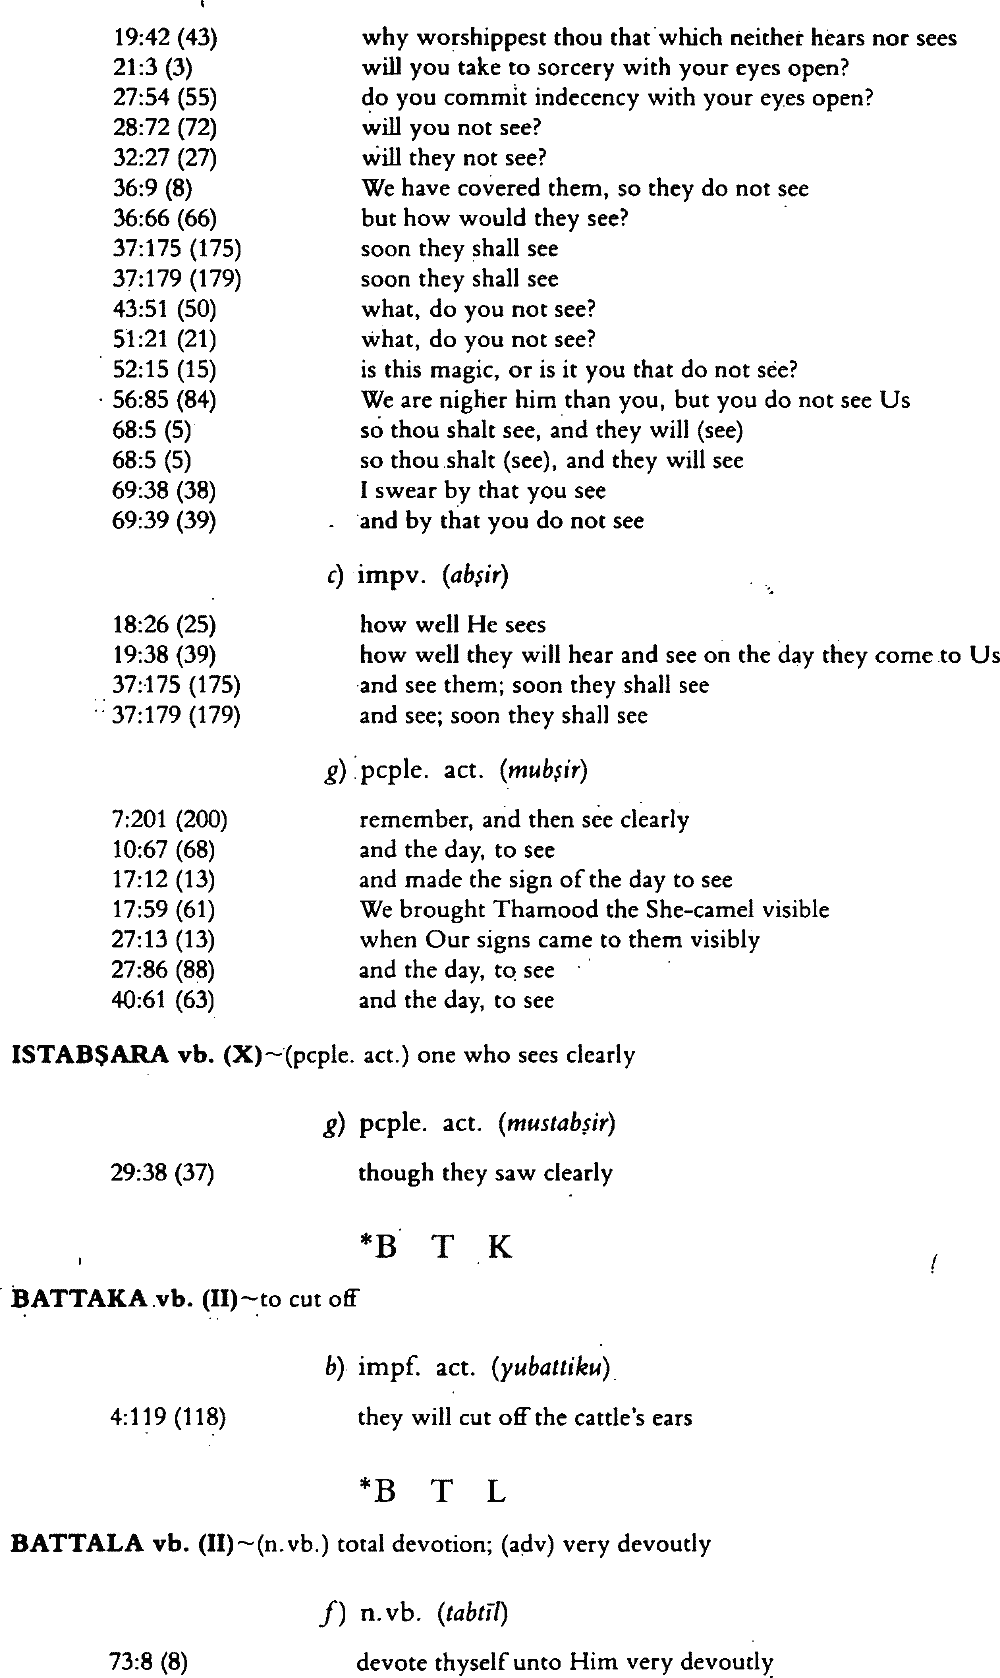 19:42 (43) why worshippest thou that which neither hears nor sees
21:3 (3) will you take to sorcery with your eyes open?
27:54 (55) do you commit indecency with your eyes open?
28:72 (72) will you not see?
32:27 (27) will they not see?
36:9 (8) We have covered them, so they do not see
36:66 (66) but how would they see?
37:175 (175) soon they shall see
37:179 (179) soon they shall see
43:51 (50) what, do you not see?
51:21 (21) what, do you not see?
52:15 (15) is this magic, or is it you that do not see?
56:85 (84) We are nigher him than you, but you do not see Us
68:5 (5) so thou shalt see, and they will (see)
68:5 (5) so thou shalt (see), and they will see
69:38 (38) I swear by that you see
69:39 (39) and by that you do not see
c) impv. (abṣir)
18:26 (25) how well He sees
19:38 (39) how well they will hear and see on the day they come to Us
37:175 (175) and see them; soon they shall see
37:179 (179) and see; soon they shall see
g) pcple. act. (mubṣir)
7:201 (200) remember, and then see clearly
10:67 (68) and the day, to see
17:12 (13) and made the sign of the day to see
17:59 (61) We brought Thamood the She-camel visible
27:13 (13) when Our signs came to them visibly
27:86 (88) and the day, to see
40:61 (63) and the day, to see
ISTABṢARA vb. (X)~(pcple. act.) one who sees clearly
g) pcple. act. (mustabṣir)
29:38 (37) though they saw clearly
*B T K
BATTAKA vb. (II)~to cut off
b) impf. act. (yubattiku)
4:119 (118) they will cut off the cattle's ears
*B T L
BATTALA vb. (II)~(n.vb.) total devotion; (adv) very devoutly
f) n.vb. (tabtīl)
73:8 (8) devote thyself unto Him very devoutly